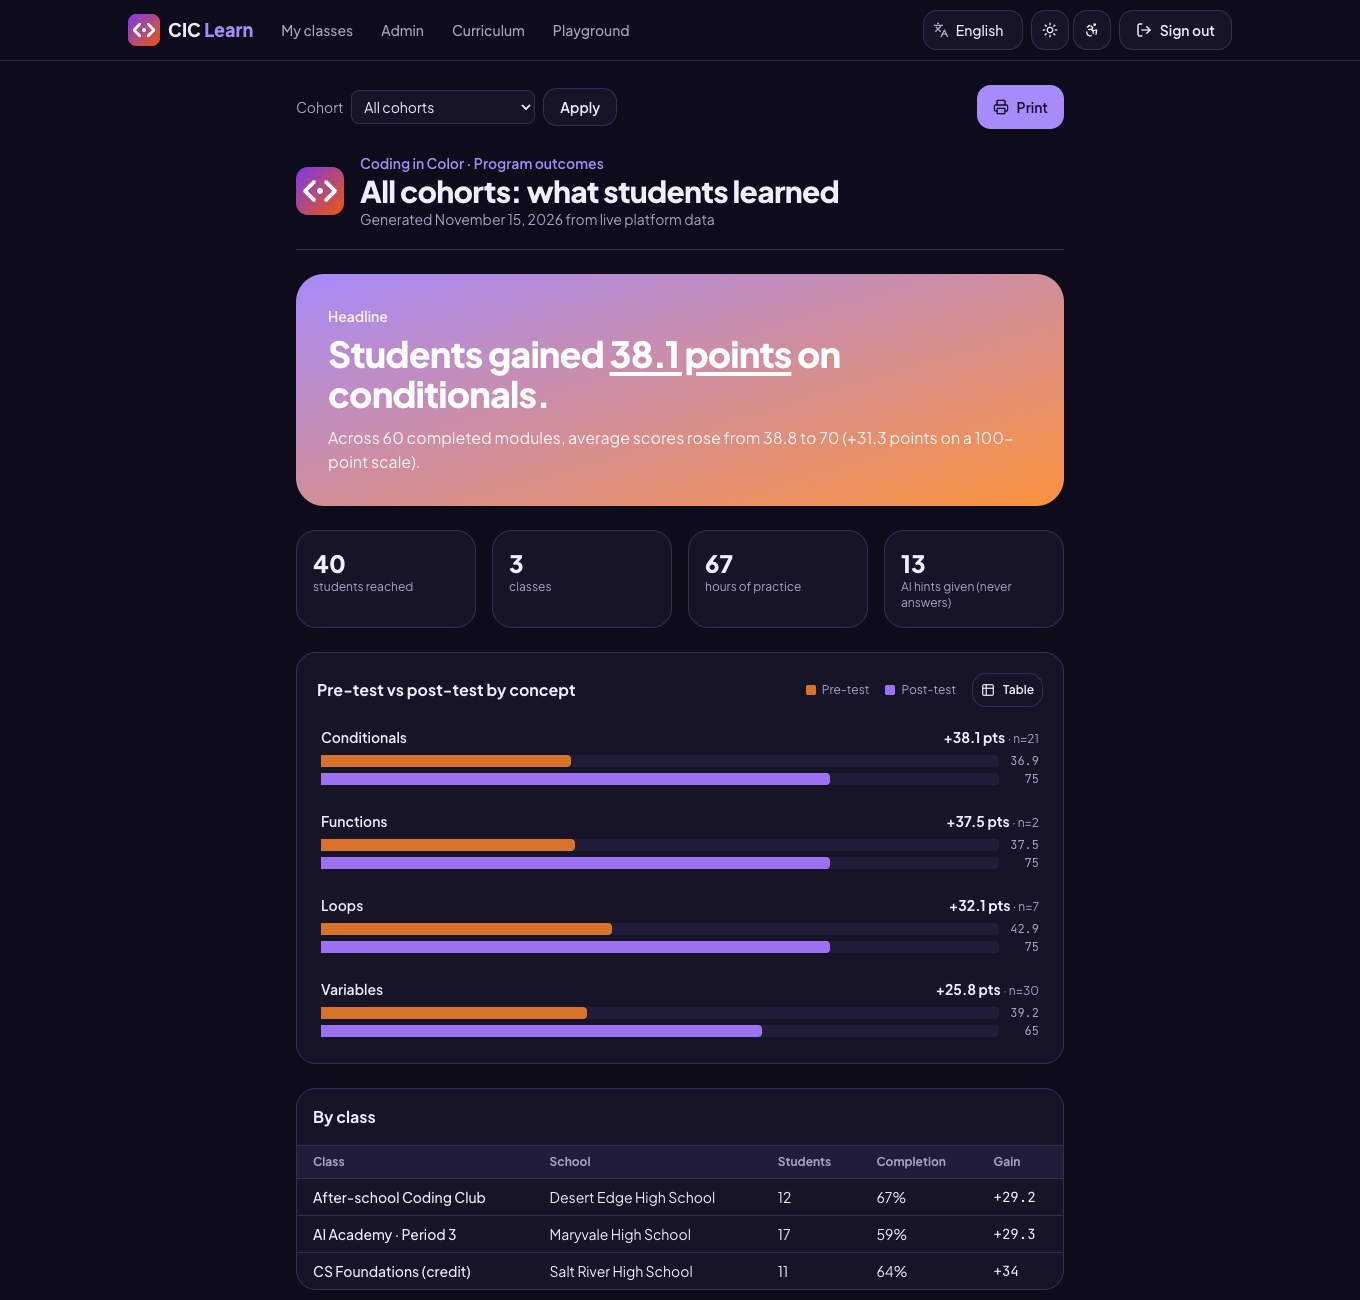 CIC Learn
My classes
Admin
Curriculum
Playground
English
Sign out
Cohort
All cohorts
Apply
Print
Coding in Color · Program outcomes
All cohorts: what students learned
Generated November 15, 2026 from live platform data
Headline
Students gained 38.1 points on
conditionals.
Across 60 completed modules, average scores rose from 38.8 to 70 (+31.3 points on a 100-
point scale).
40
students reached
3
classes
67
hours of practice
13
AI hints given (never
answers)
Pre-test vs post-test by concept
Pre-test
Post-test
Table
Conditionals +38.1 pts · n=21
36.9
75
Functions +37.5 pts · n=2
37.5
75
Loops +32.1 pts · n=7
42.9
75
Variables +25.8 pts · n=30
39.2
65
By class
Class School Students Completion Gain
After-school Coding Club Desert Edge High School 12 67% +29.2
AI Academy · Period 3 Maryvale High School 17 59% +29.3
CS Foundations (credit) Salt River High School 11 64% +34